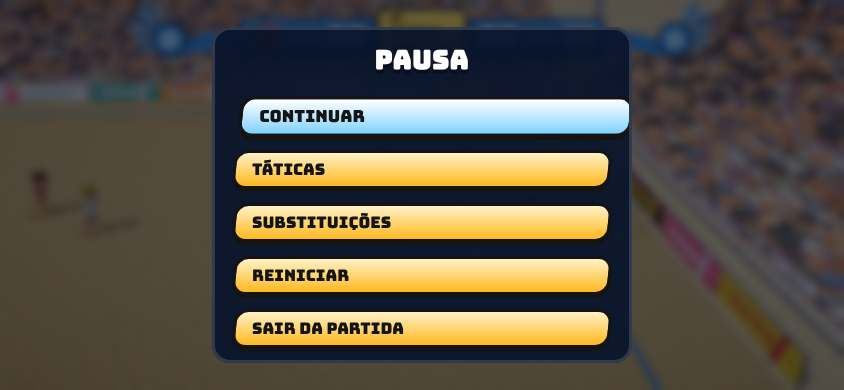 PAUSA
CONTINUAR
TÁTICAS
SUBSTITUIÇÕES
REINICIAR
SAIR DA PARTIDA